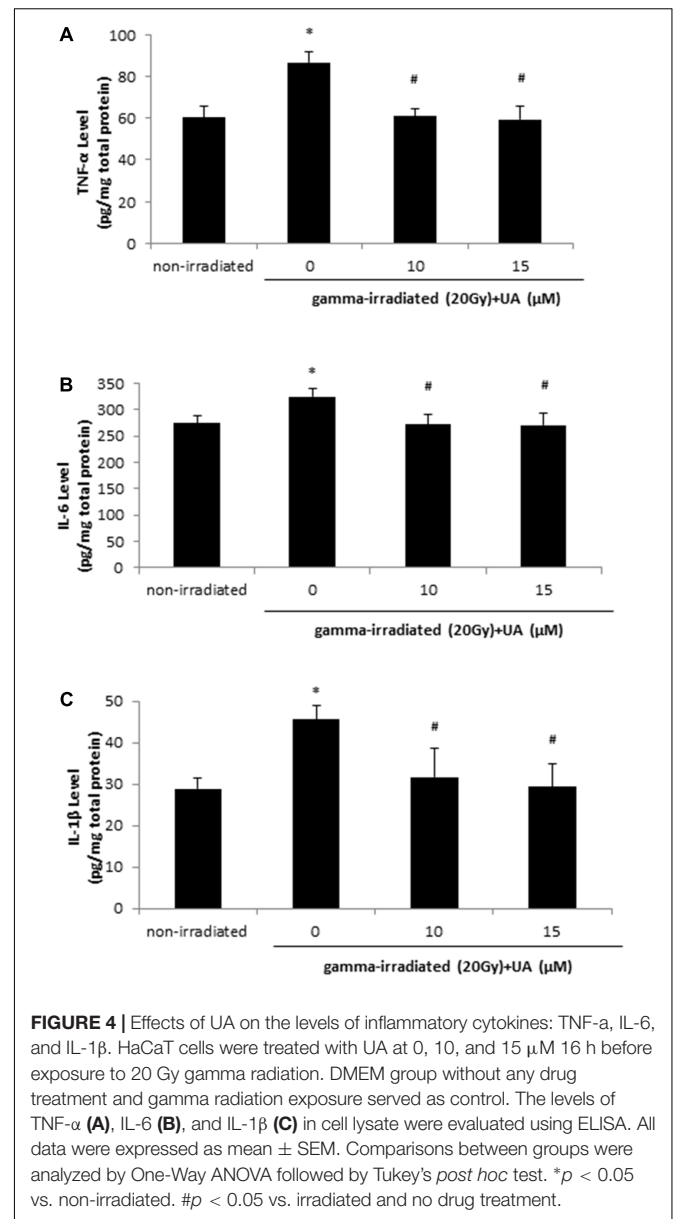 A
*
#
#
100
80
60
40
20
0
TNF-α Level
(pg/mg total protein)
non-irradiated 0 10 15
gamma-irradiated (20Gy)+UA (μM)
B
*
#
#
350
300
250
200
150
100
50
0
IL-6 Level
(pg/mg total protein)
non-irradiated 0 10 15
gamma-irradiated (20Gy)+UA (μM)
C
*
#
#
50
40
30
20
10
0
IL-1β Level
(pg/mg total protein)
non-irradiated 0 10 15
gamma-irradiated (20Gy)+UA (μM)
FIGURE 4 | Effects of UA on the levels of inflammatory cytokines: TNF-a, IL-6,
and IL-1β. HaCaT cells were treated with UA at 0, 10, and 15 μM 16 h before
exposure to 20 Gy gamma radiation. DMEM group without any drug
treatment and gamma radiation exposure served as control. The levels of
TNF-α (A), IL-6 (B), and IL-1β (C) in cell lysate were evaluated using ELISA. All
data were expressed as mean ± SEM. Comparisons between groups were
analyzed by One-Way ANOVA followed by Tukey's post hoc test. *p < 0.05
vs. non-irradiated. #p < 0.05 vs. irradiated and no drug treatment.